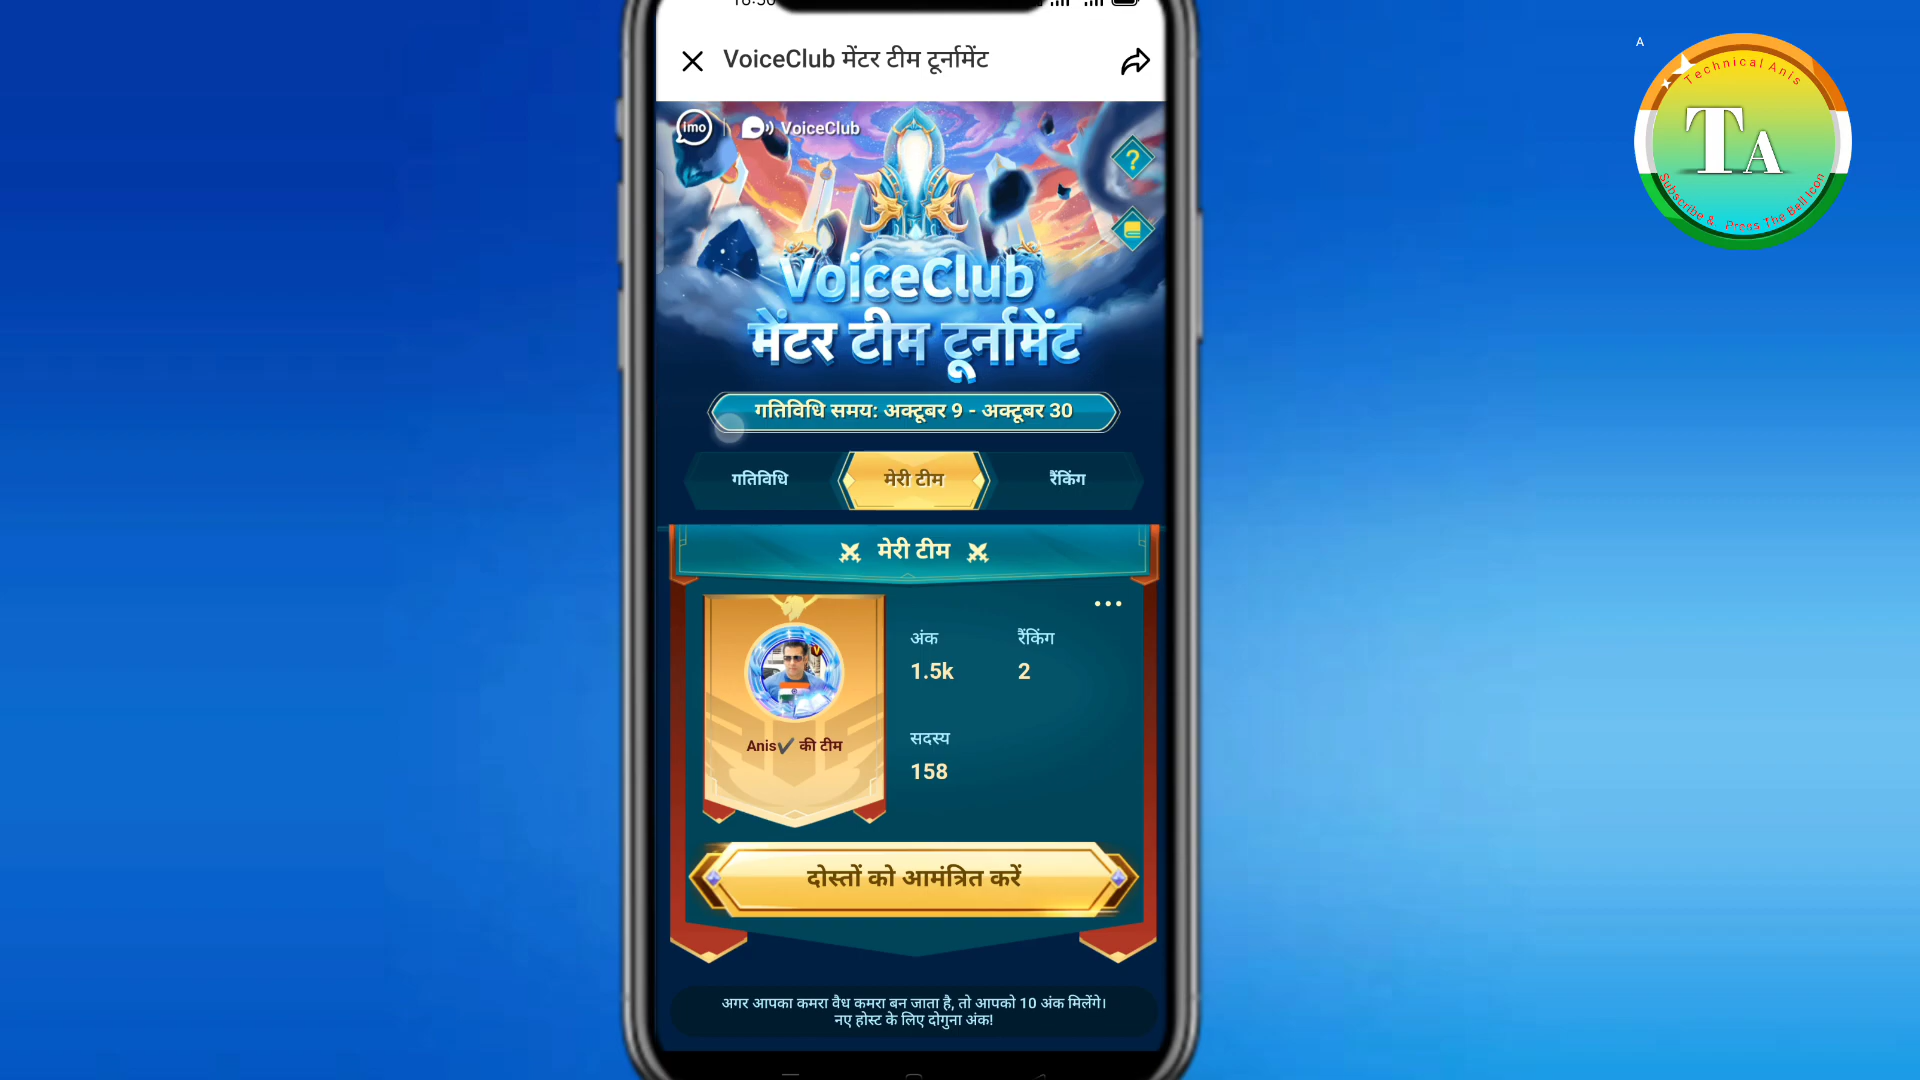 VoiceClub मेंटर टीम टूर्नामेंट
imo
VoiceClub
?
VoiceClub
मेंटर टीम टूर्नामेंट
गतिविधि समय: अक्टूबर 9 - अक्टूबर 30
गतिविधि
मेरी टीम
रैंकिंग
मेरी टीम
अंक
रैंकिंग
1.5k
2
Anis✔ की टीम
सदस्य
158
दोस्तों को आमंत्रित करें
अगर आपका कमरा वैध कमरा बन जाता है, तो आपको 10 अंक मिलेंगे।
नए होस्ट के लिए दोगुना अंक!
A
Technical Anis
TA
Subscribe & Press The Bell Icon